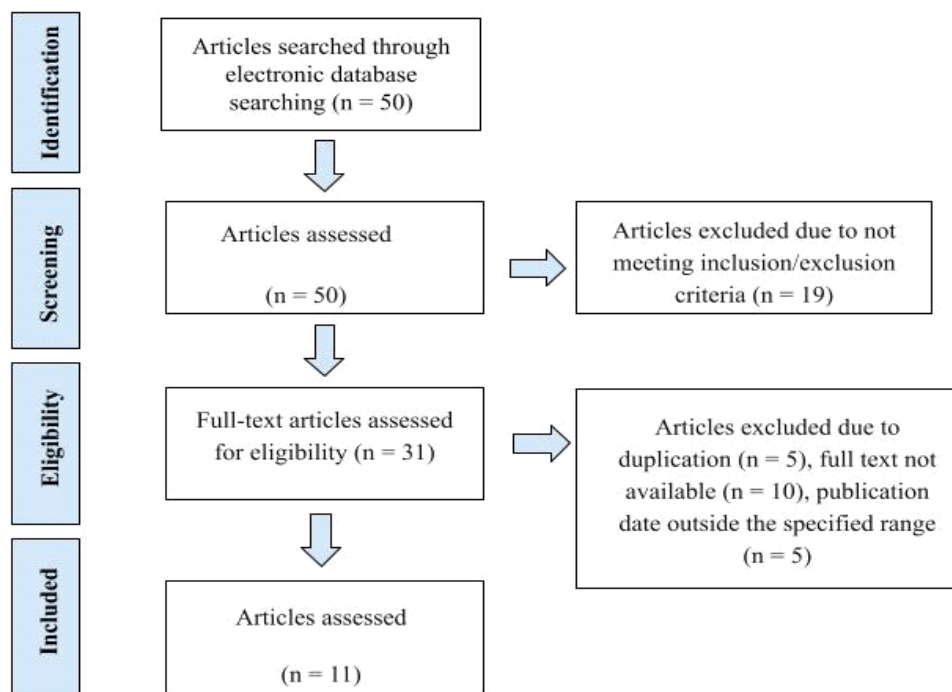 Identification
Articles searched through
electronic database
searching (n = 50)
Screening
Articles assessed
(n = 50)
Articles excluded due to not
meeting inclusion/exclusion
criteria (n = 19)
Eligibility
Full-text articles assessed
for eligibility (n = 31)
Articles excluded due to
duplication (n = 5), full text not
available (n = 10), publication
date outside the specified range
(n = 5)
Included
Articles assessed
(n = 11)